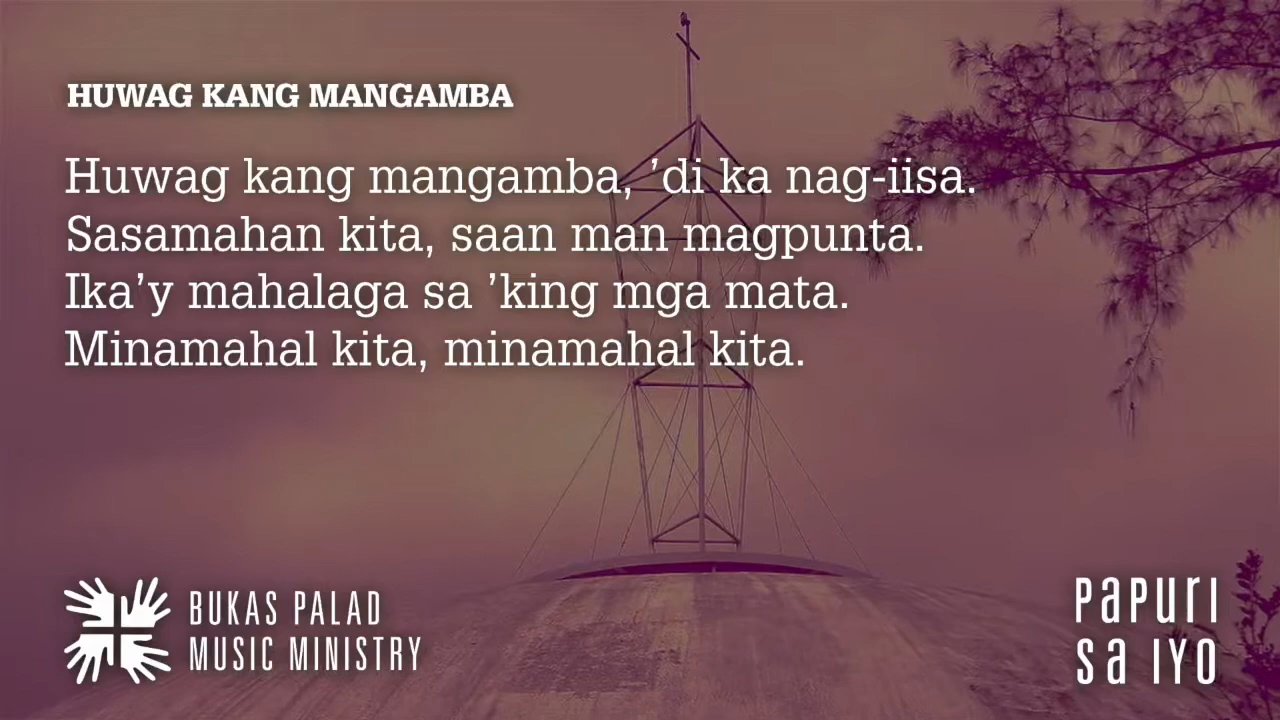 HUWAG KANG MANGAMBA
Huwag kang mangamba, ’di ka nag-iisa.
Sasamahan kita, saan man magpunta.
Ika’y mahalaga sa ’king mga mata.
Minamahal kita, minamahal kita.
BUKAS PALAD
MUSIC MINISTRY
PAPURI
SA IYO